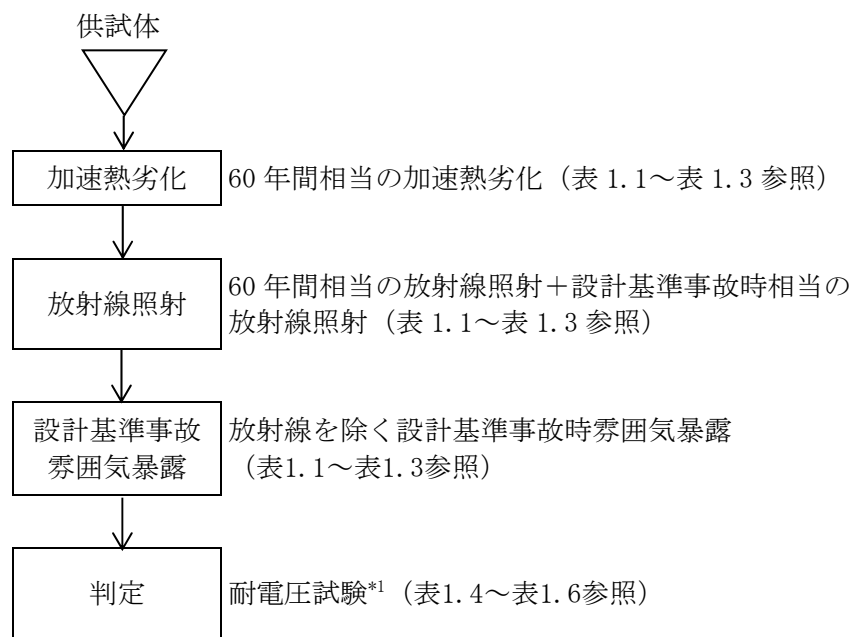 供試体
加速熱劣化
60 年間相当の加速熱劣化（表 1.1～表 1.3 参照）
放射線照射
60 年間相当の放射線照射＋設計基準事故時相当の
放射線照射（表 1.1～表 1.3 参照）
設計基準事故
雰囲気暴露
放射線を除く設計基準事故時雰囲気暴露
（表1.1～表1.3参照）
判定
耐電圧試験*1（表1.4～表1.6参照）